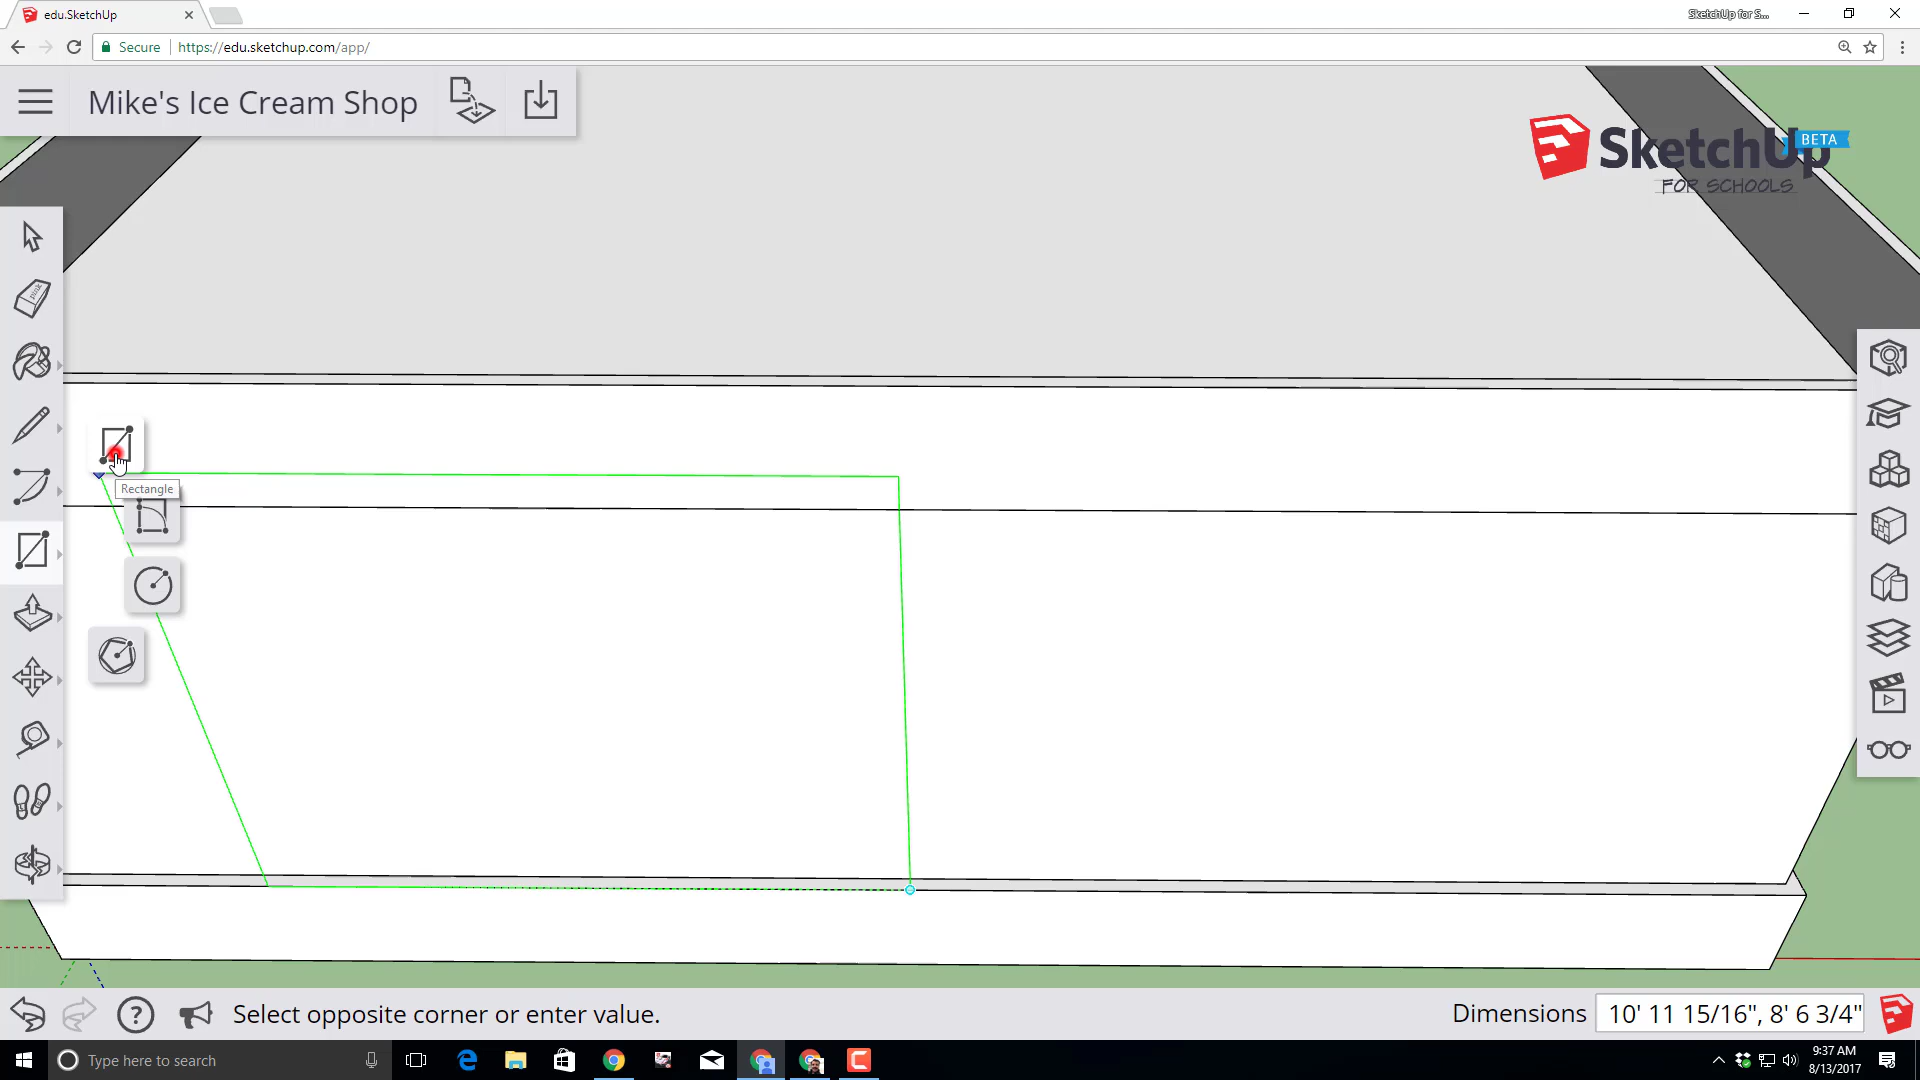 edu.SketchUp
SketchUp for S...
Secure
https://edu.sketchup.com/app/
Mike's Ice Cream Shop
SketchUp
BETA
FOR SCHOOLS
pink
Rectangle
Select opposite corner or enter value.
Dimensions
10' 11 15/16", 8' 6 3/4"
Type here to search
9:37 AM
8/13/2017